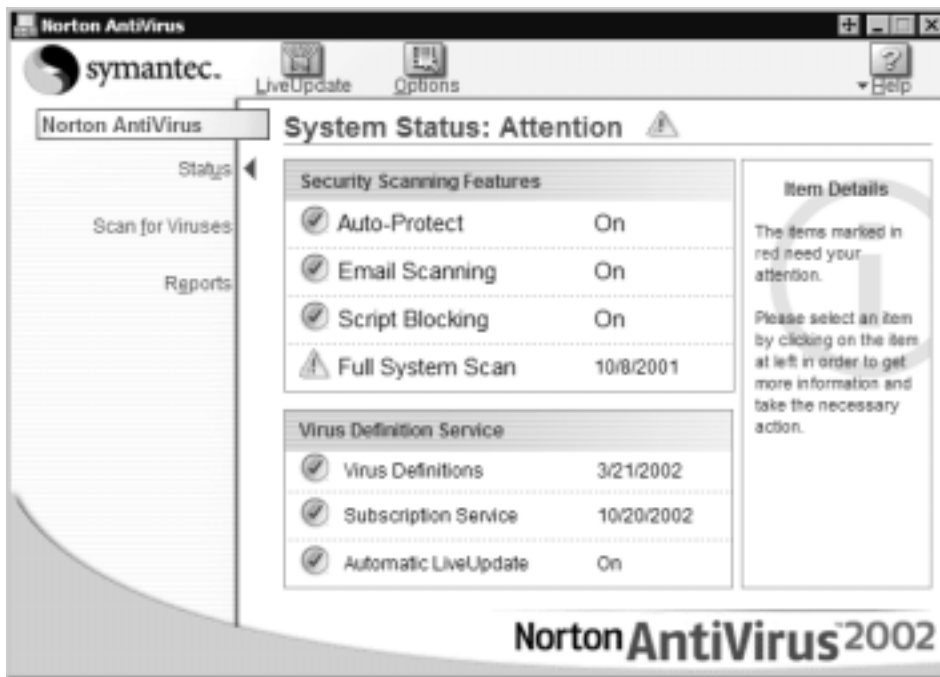 Norton AntiVirus
symantec.
LiveUpdate
Options
Help
Norton AntiVirus
Status
Scan for Viruses
Reports
System Status: Attention
Security Scanning Features
Auto-Protect On
Email Scanning On
Script Blocking On
Full System Scan 10/8/2001
Virus Definition Service
Virus Definitions 3/21/2002
Subscription Service 10/20/2002
Automatic LiveUpdate On
Item Details
The items marked in
red need your
attention.
Please select an item
by clicking on the item
at left in order to get
more information and
take the necessary
action.
Norton AntiVirus™2002